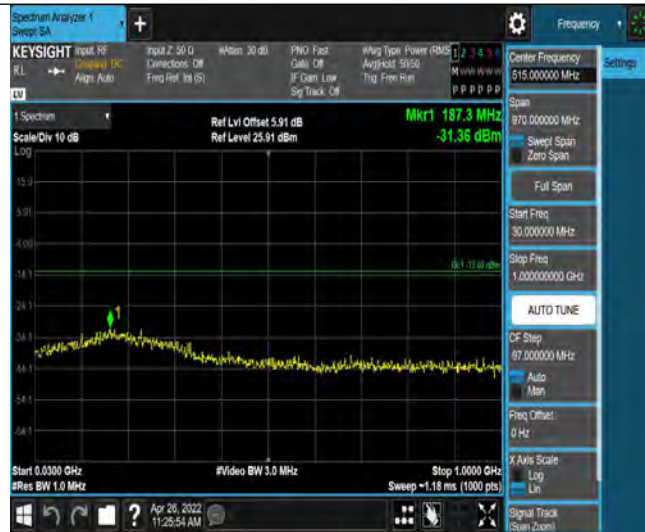 Spectrum Analyzer 1
Swept SA
Frequency
KEYSIGHT
Input: RF
Input Z: 50 Ω
#Atten: 30 dB
PNO: Fast
#Avg Type: Power (RMS
1 2 3 4 5 6
RL
Coupling: DC
Corrections: Off
Gate: Off
Avg|Hold: 50/50
Align: Auto
Freq Ref: Int (S)
IF Gain: Low
Trig: Free Run
Sig Track: Off
P P P P P P
LV
1 Spectrum
Ref Lvl Offset 5.91 dB
Mkr1 187.3 MHz
Scale/Div 10 dB
Ref Level 25.91 dBm
-31.36 dBm
Log
15.9
5.91
-4.09
-14.1
-24.1
1
-34.1
-44.1
-54.1
-64.1
Start 0.0300 GHz
#Video BW 3.0 MHz
Stop 1.0000 GHz
#Res BW 1.0 MHz
Sweep ~1.18 ms (1000 pts)
Apr 26, 2022
11:25:54 AM
Center Frequency
515.000000 MHz
Settings
Span
970.000000 MHz
Swept Span
Zero Span
Full Span
Start Freq
30.000000 MHz
Stop Freq
1.000000000 GHz
AUTO TUNE
CF Step
97.000000 MHz
Auto
Man
Freq Offset
0 Hz
X Axis Scale
Log
Lin
Signal Track
(Span Zoom)